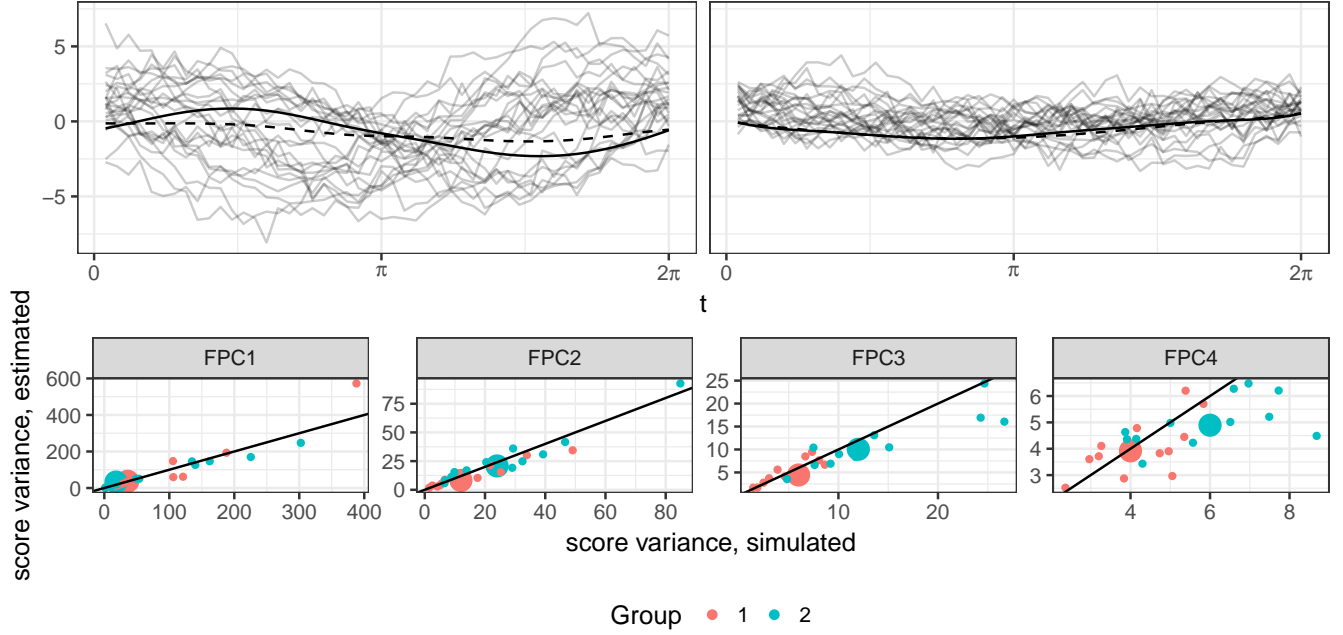 5
0
−5
0 π 2π 0 π 2π
t
score variance, estimated
FPC1 FPC2 FPC3 FPC4
600
400
200
0
75
50
25
0
25
20
15
10
5
6
5
4
3
0 100 200 300 400 0 20 40 60 80 10 20 4 6 8
score variance, simulated
Group 1 2